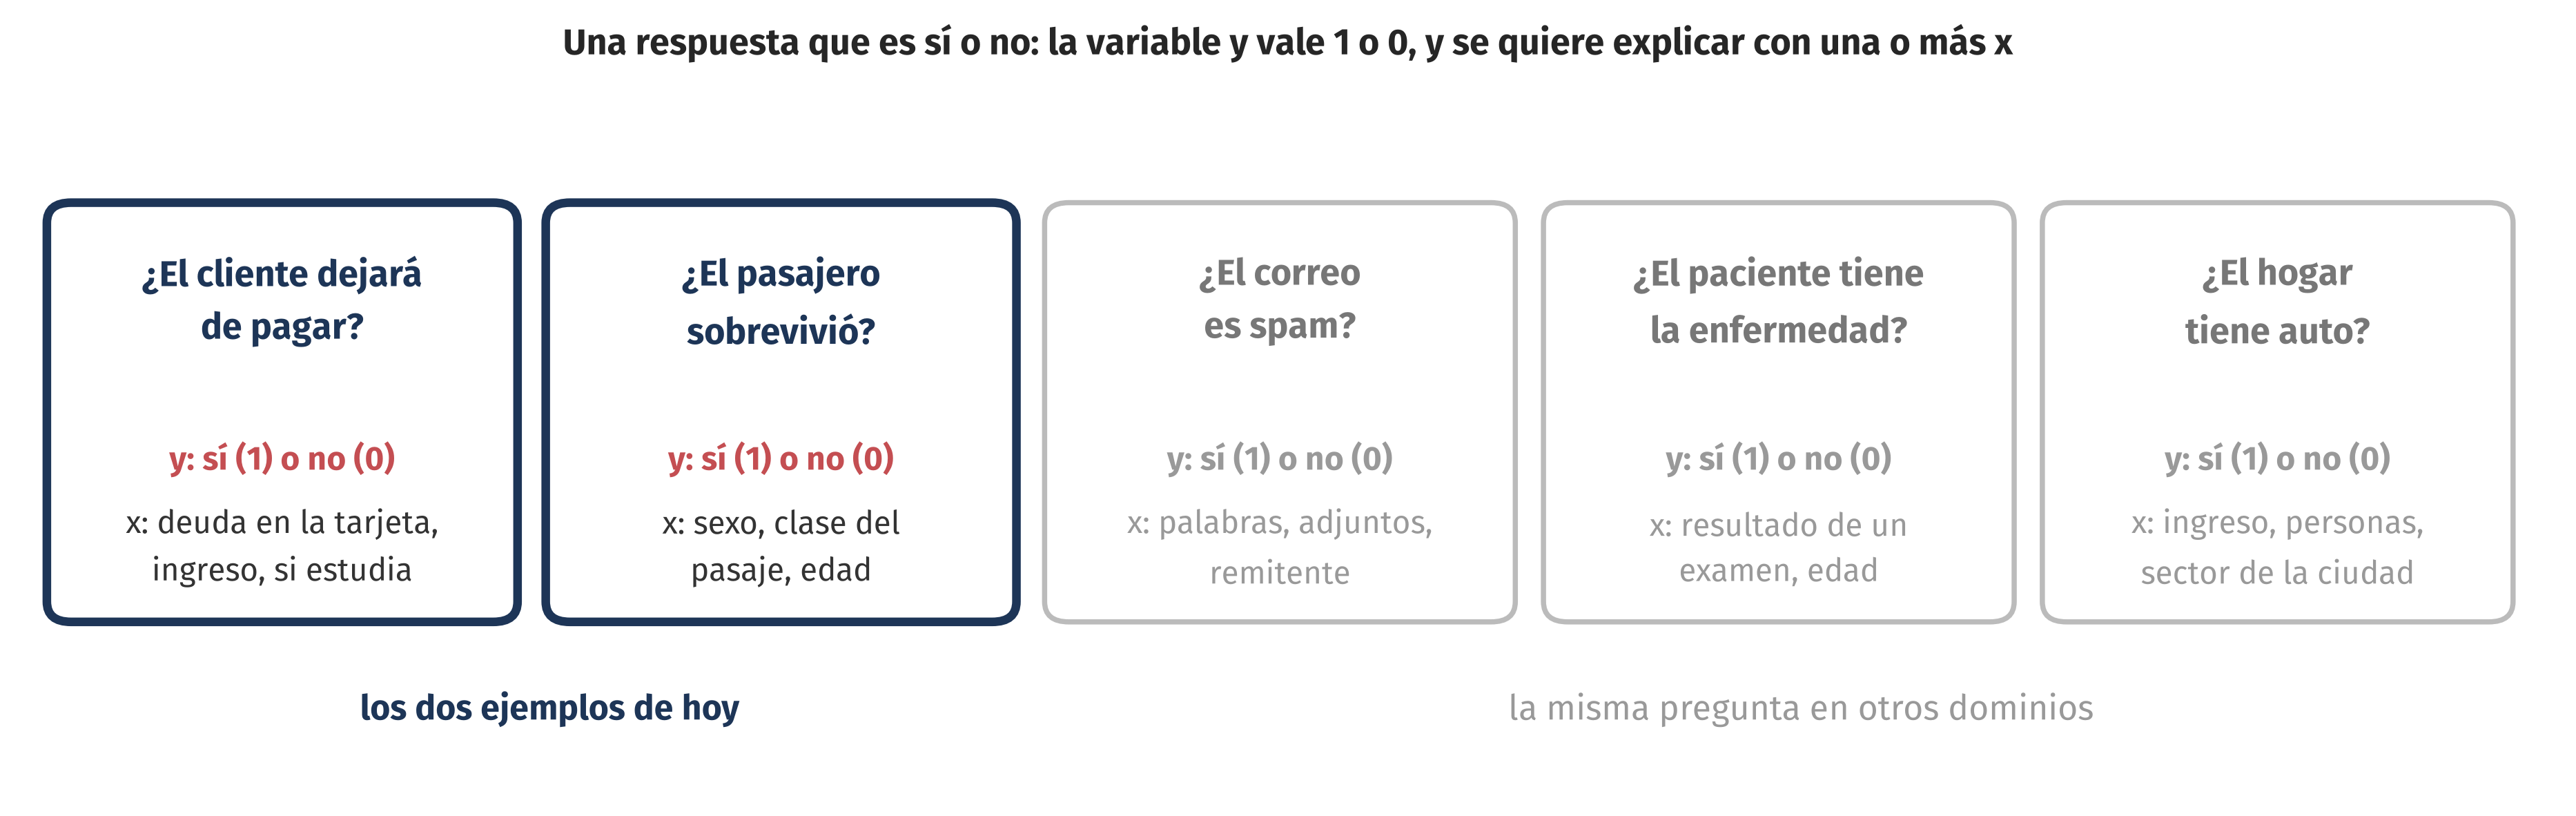 Una respuesta que es sí o no: la variable y vale 1 o 0, y se quiere explicar con una o más x
¿El cliente dejará
de pagar?
y: sí (1) o no (0)
x: deuda en la tarjeta,
ingreso, si estudia
¿El pasajero
sobrevivió?
y: sí (1) o no (0)
x: sexo, clase del
pasaje, edad
¿El correo
es spam?
y: sí (1) o no (0)
x: palabras, adjuntos,
remitente
¿El paciente tiene
la enfermedad?
y: sí (1) o no (0)
x: resultado de un
examen, edad
¿El hogar
tiene auto?
y: sí (1) o no (0)
x: ingreso, personas,
sector de la ciudad
los dos ejemplos de hoy
la misma pregunta en otros dominios